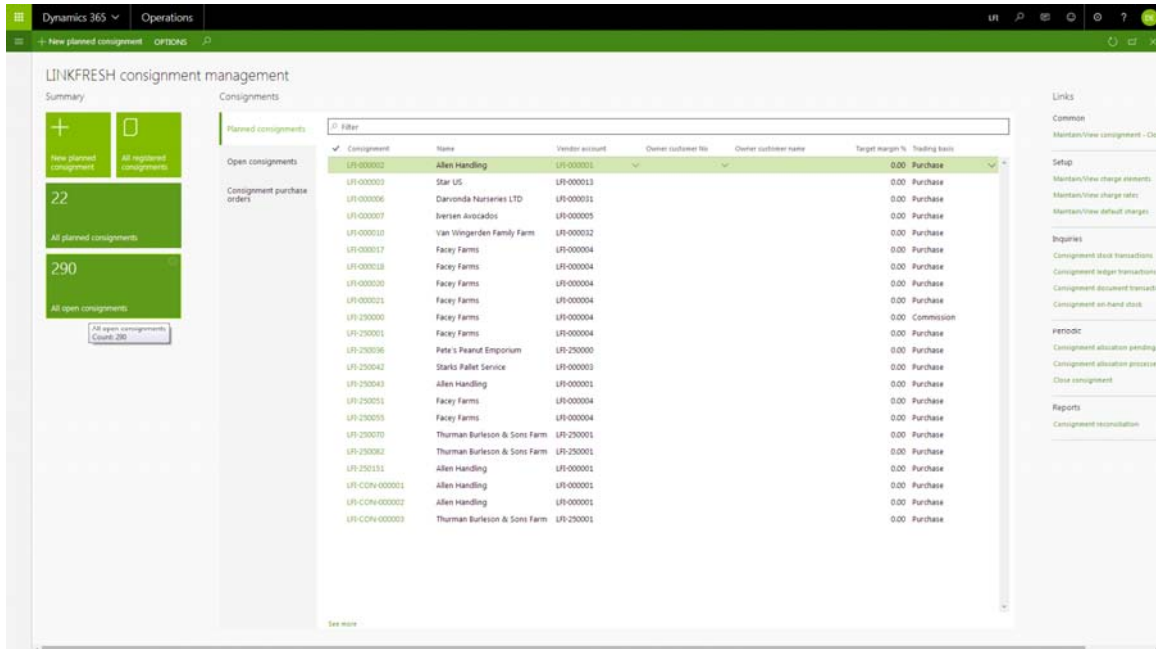 Dynamics 365 Operations LFI ?
New planned consignment OPTIONS
LINKFRESH consignment management
Summary
New planned consignment
All registered consignments
22
All planned consignments
290
All open consignments
All open consignments
Count: 290
Consignments
Planned consignments
Open consignments
Consignment purchase
orders
Filter
Consignment Name Vendor account Owner customer No Owner customer name Target margin % Trading basis
LFI-000002 Allen Handling LFI-000001 0.00 Purchase
LFI-000003 Star US LFI-000013 0.00 Purchase
LFI-000006 Darvonda Nurseries LTD LFI-000031 0.00 Purchase
LFI-000007 Iversen Avocados LFI-000005 0.00 Purchase
LFI-000010 Van Wingerden Family Farm LFI-000032 0.00 Purchase
LFI-000017 Facey Farms LFI-000004 0.00 Purchase
LFI-000018 Facey Farms LFI-000004 0.00 Purchase
LFI-000020 Facey Farms LFI-000004 0.00 Purchase
LFI-000021 Facey Farms LFI-000004 0.00 Purchase
LFI-250000 Facey Farms LFI-000004 0.00 Commission
LFI-250001 Facey Farms LFI-000004 0.00 Purchase
LFI-250036 Pete's Peanut Emporium LFI-250000 0.00 Purchase
LFI-250042 Starks Pallet Service LFI-000003 0.00 Purchase
LFI-250043 Allen Handling LFI-000001 0.00 Purchase
LFI-250051 Facey Farms LFI-000004 0.00 Purchase
LFI-250055 Facey Farms LFI-000004 0.00 Purchase
LFI-250070 Thurman Burleson & Sons Farm LFI-250001 0.00 Purchase
LFI-250082 Thurman Burleson & Sons Farm LFI-250001 0.00 Purchase
LFI-250151 Allen Handling LFI-000001 0.00 Purchase
LFI-CON-000001 Allen Handling LFI-000001 0.00 Purchase
LFI-CON-000002 Allen Handling LFI-000001 0.00 Purchase
LFI-CON-000003 Thurman Burleson & Sons Farm LFI-250001 0.00 Purchase
See more
Links
Common
Maintain/View consignment - Clo
Setup
Maintain/View charge elements
Maintain/View charge rates
Maintain/View default charges
Inquiries
Consignment stock transactions
Consignment ledger transactions
Consignment document transacti
Consignment on-hand stock
Periodic
Consignment allocation pending
Consignment allocation processe
Close consignment
Reports
Consignment reconciliation